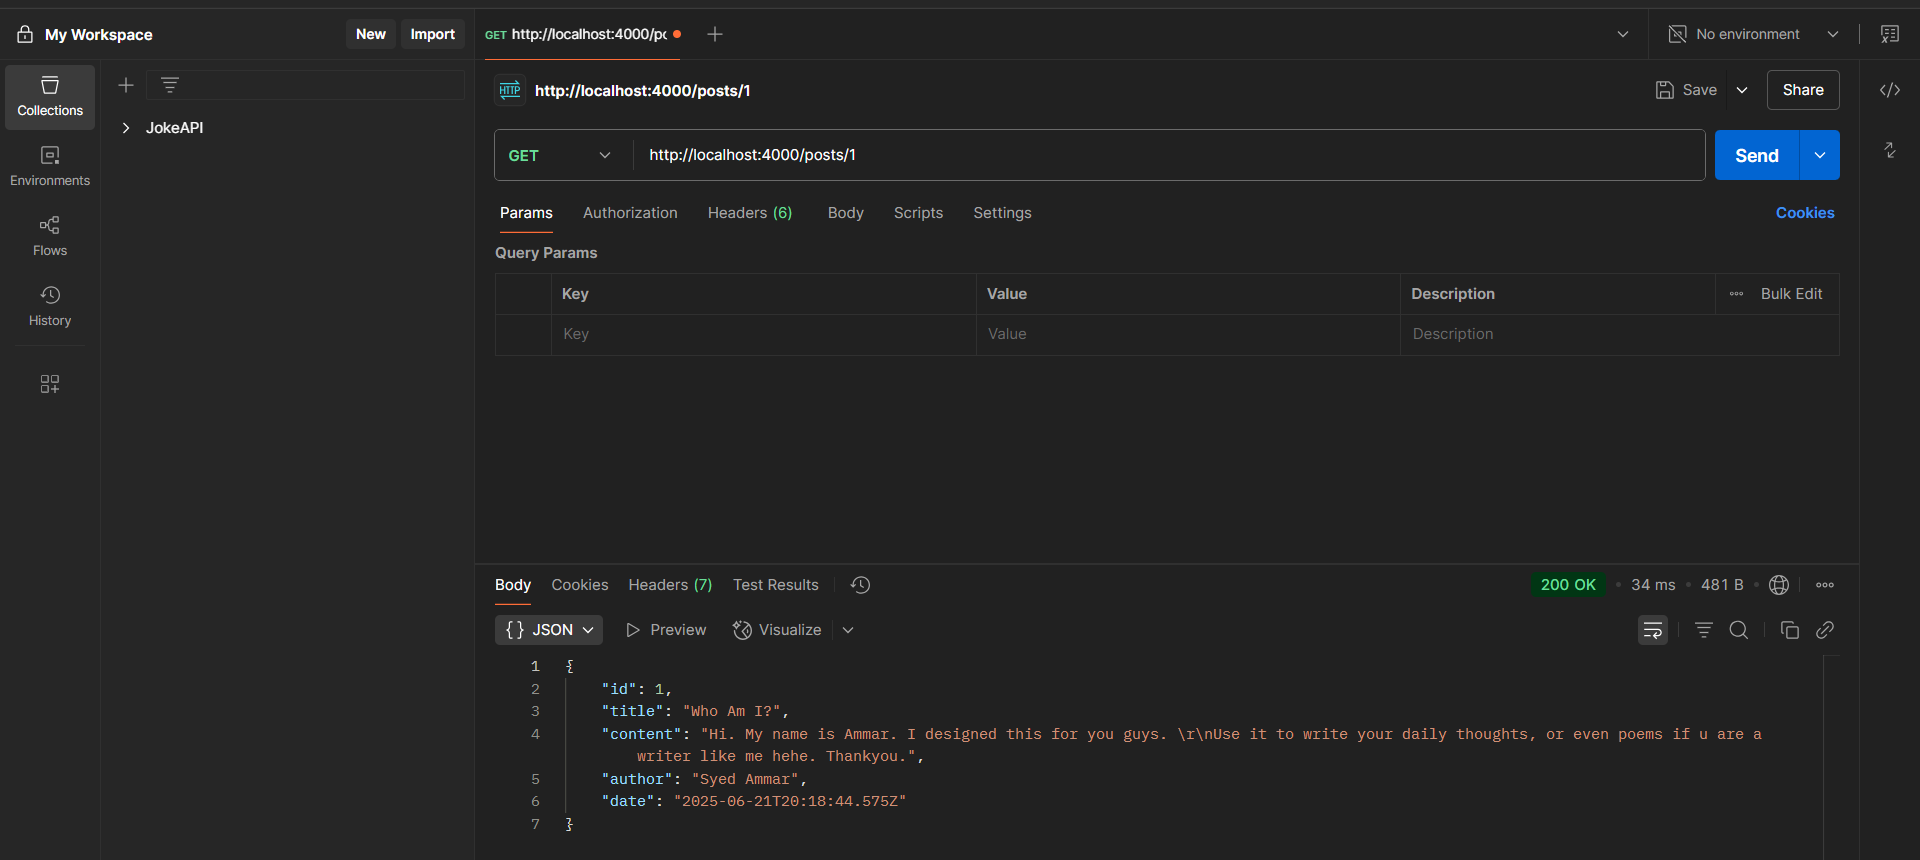 My Workspace
New
Import
GET http://localhost:4000/po
No environment
Collections
Environments
Flows
History
JokeAPI
HTTP
http://localhost:4000/posts/1
Save
Share
GET
http://localhost:4000/posts/1
Send
Params
Authorization
Headers (6)
Body
Scripts
Settings
Cookies
Query Params
Key
Value
Description
Bulk Edit
Key
Value
Description
Body
Cookies
Headers (7)
Test Results
200 OK
34 ms
481 B
{} JSON
Preview
Visualize
1 {
2 "id": 1,
3 "title": "Who Am I?",
4 "content": "Hi. My name is Ammar. I designed this for you guys. \r\nUse it to write your daily thoughts, or even poems if u are a
writer like me hehe. Thankyou.",
5 "author": "Syed Ammar",
6 "date": "2025-06-21T20:18:44.575Z"
7 }